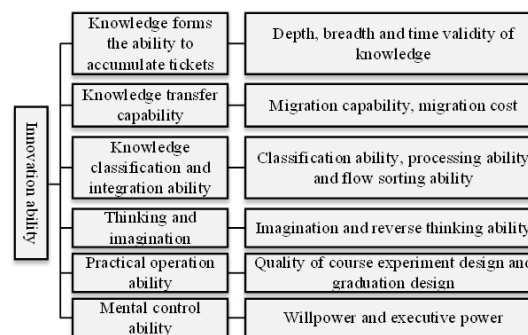 Innovation ability
Knowledge forms
the ability to
accumulate tickets
Depth, breadth and time validity of
knowledge
Knowledge transfer
capability
Migration capability, migration cost
Knowledge
classification and
integration ability
Classification ability, processing ability
and flow sorting ability
Thinking and
imagination
Imagination and reverse thinking ability
Practical operation
ability
Quality of course experiment design and
graduation design
Mental control
ability
Willpower and executive power